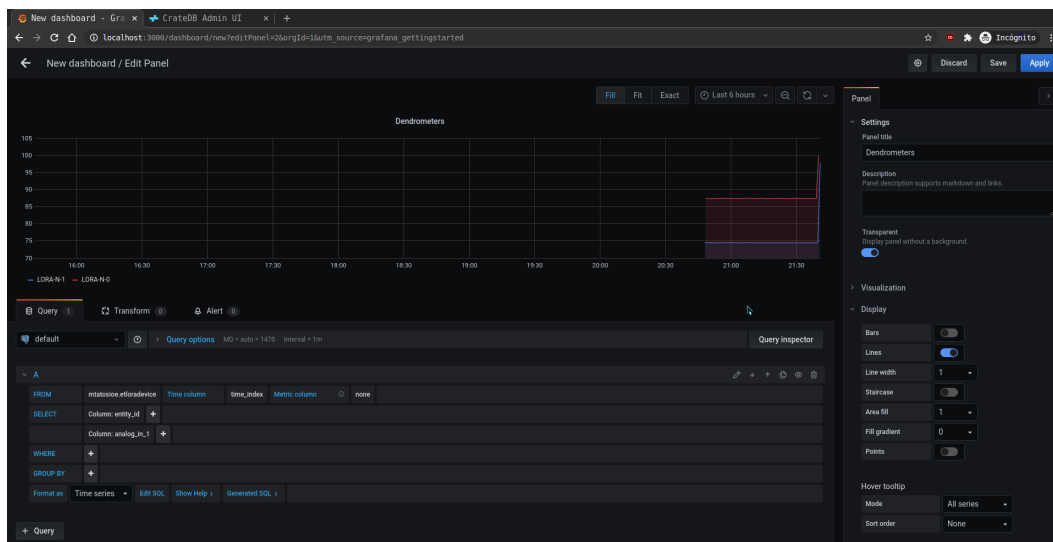 New dashboard - Gra × CrateDB Admin UI × +
localhost:3000/dashboard/new?editPanel=2&orgId=1&utm_source=grafana_gettingstarted Incógnito
New dashboard / Edit Panel Discard Save Apply
Fill Fit Exact Last 6 hours
Panel
Dendrometers
105
100
95
90
85
80
75
70
16:00 16:30 17:00 17:30 18:00 18:30 19:00 19:30 20:00 20:30 21:00 21:30
LORA-N-1 LORA-N-0
Settings
Panel title
Dendrometers
Description
Panel description supports markdown and links.
Transparent
Display panel without a background.
Visualization
Display
Bars
Lines
Line width 1
Staircase
Area fill 1
Fill gradient 0
Points
Hover tooltip
Mode All series
Sort order None
Query 1 Transform 0 Alert 0
default Query options MD = auto = 1470 Interval = 1m Query inspector
A
FROM mtatosioe.etloradevice Time column time_index Metric column none
SELECT Column: entity_id +
Column: analog_in_1 +
WHERE +
GROUP BY +
Format as Time series Edit SQL Show Help > Generated SQL >
+ Query